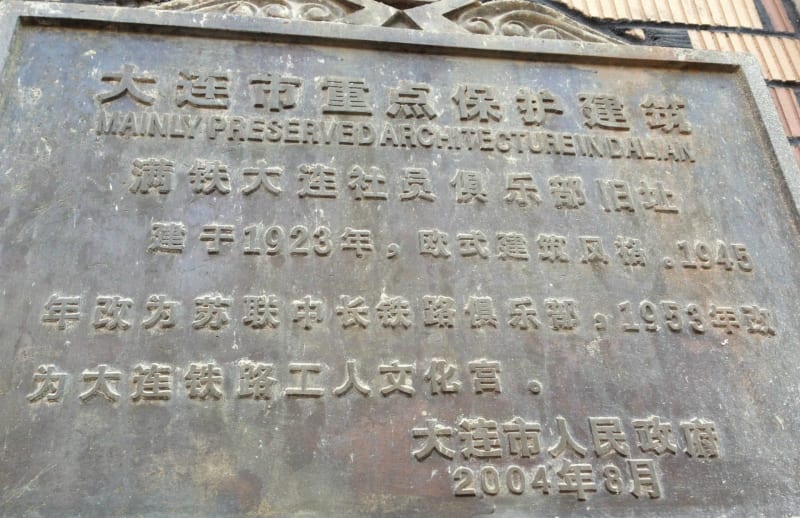 大连市重点保护建筑
MAINLY PRESERVED ARCHITECTURE IN DALIAN
满铁大连社员俱乐部旧址
建于1923年，欧式建筑风格.1945
年改为苏联中长铁路俱乐部，1953年改
为大连铁路工人文化宫.
大连市人民政府
2004年8月